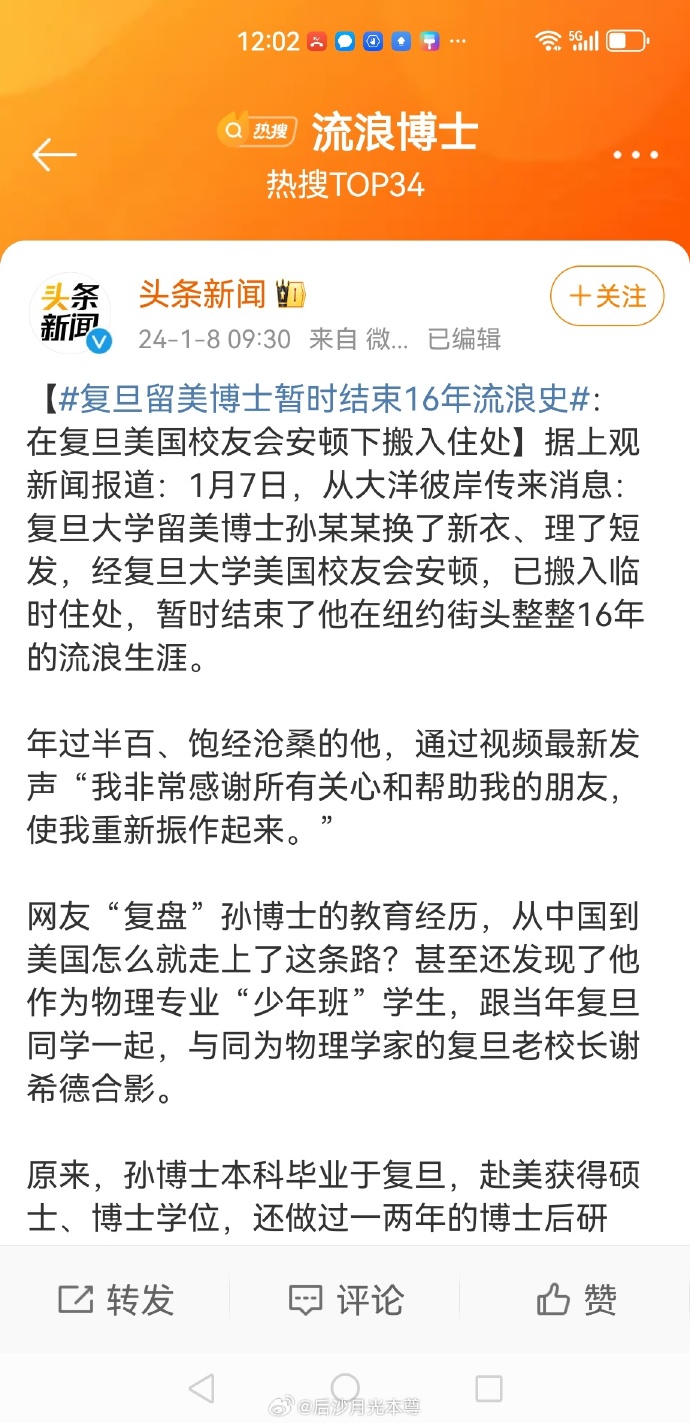 12:02
5G
热搜 流浪博士
热搜TOP34
头条
新闻
头条新闻
+关注
24-1-8 09:30 来自 微... 已编辑
【#复旦留美博士暂时结束16年流浪史#：
在复旦美国校友会安顿下搬入住处】据上观
新闻报道：1月7日，从大洋彼岸传来消息：
复旦大学留美博士孙某某换了新衣、理了短
发，经复旦大学美国校友会安顿，已搬入临
时住处，暂时结束了他在纽约街头整整16年
的流浪生涯。
年过半百、饱经沧桑的他，通过视频最新发
声“我非常感谢所有关心和帮助我的朋友，
使我重新振作起来。”
网友“复盘”孙博士的教育经历，从中国到
美国怎么就走上了这条路？甚至还发现了他
作为物理专业“少年班”学生，跟当年复旦
同学一起，与同为物理学家的复旦老校长谢
希德合影。
原来，孙博士本科毕业于复旦，赴美获得硕
士、博士学位，还做过一两年的博士后研
转发
评论
赞
@后沙月光本尊